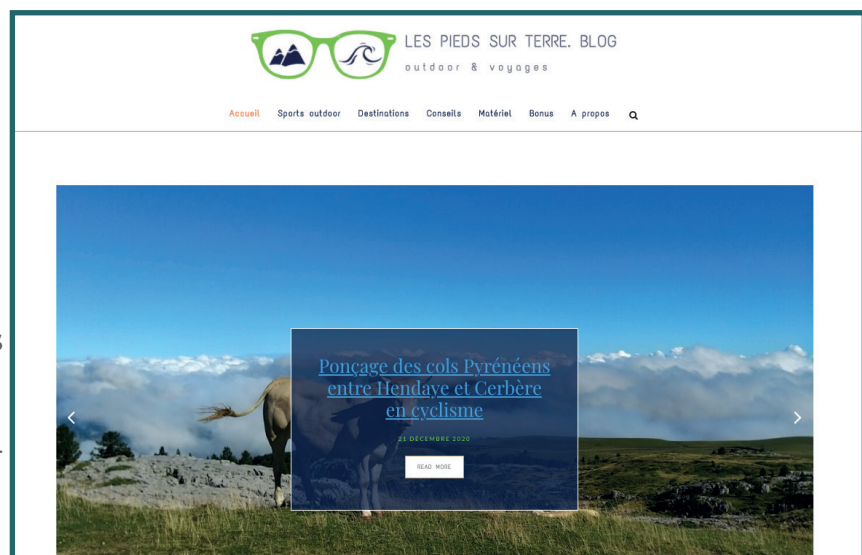 LES PIEDS SUR TERRE. BLOG
outdoor & voyages
Accueil Sports outdoor Destinations Conseils Matériel Bonus A propos
Ponçage des cols Pyrénéens
entre Hendaye et Cerbère
en cyclisme
21 DÉCEMBRE 2020
READ MORE